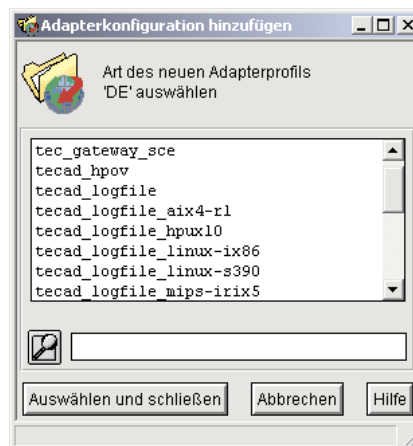 Adapterkonfiguration hinzufügen
Art des neuen Adapterprofils
'DE' auswählen
tec_gateway_sce
tecad_hpov
tecad_logfile
tecad_logfile_aix4-r1
tecad_logfile_hpux10
tecad_logfile_linux-ix86
tecad_logfile_linux-s390
tecad_logfile_mips-irix5
Auswählen und schließen Abbrechen Hilfe